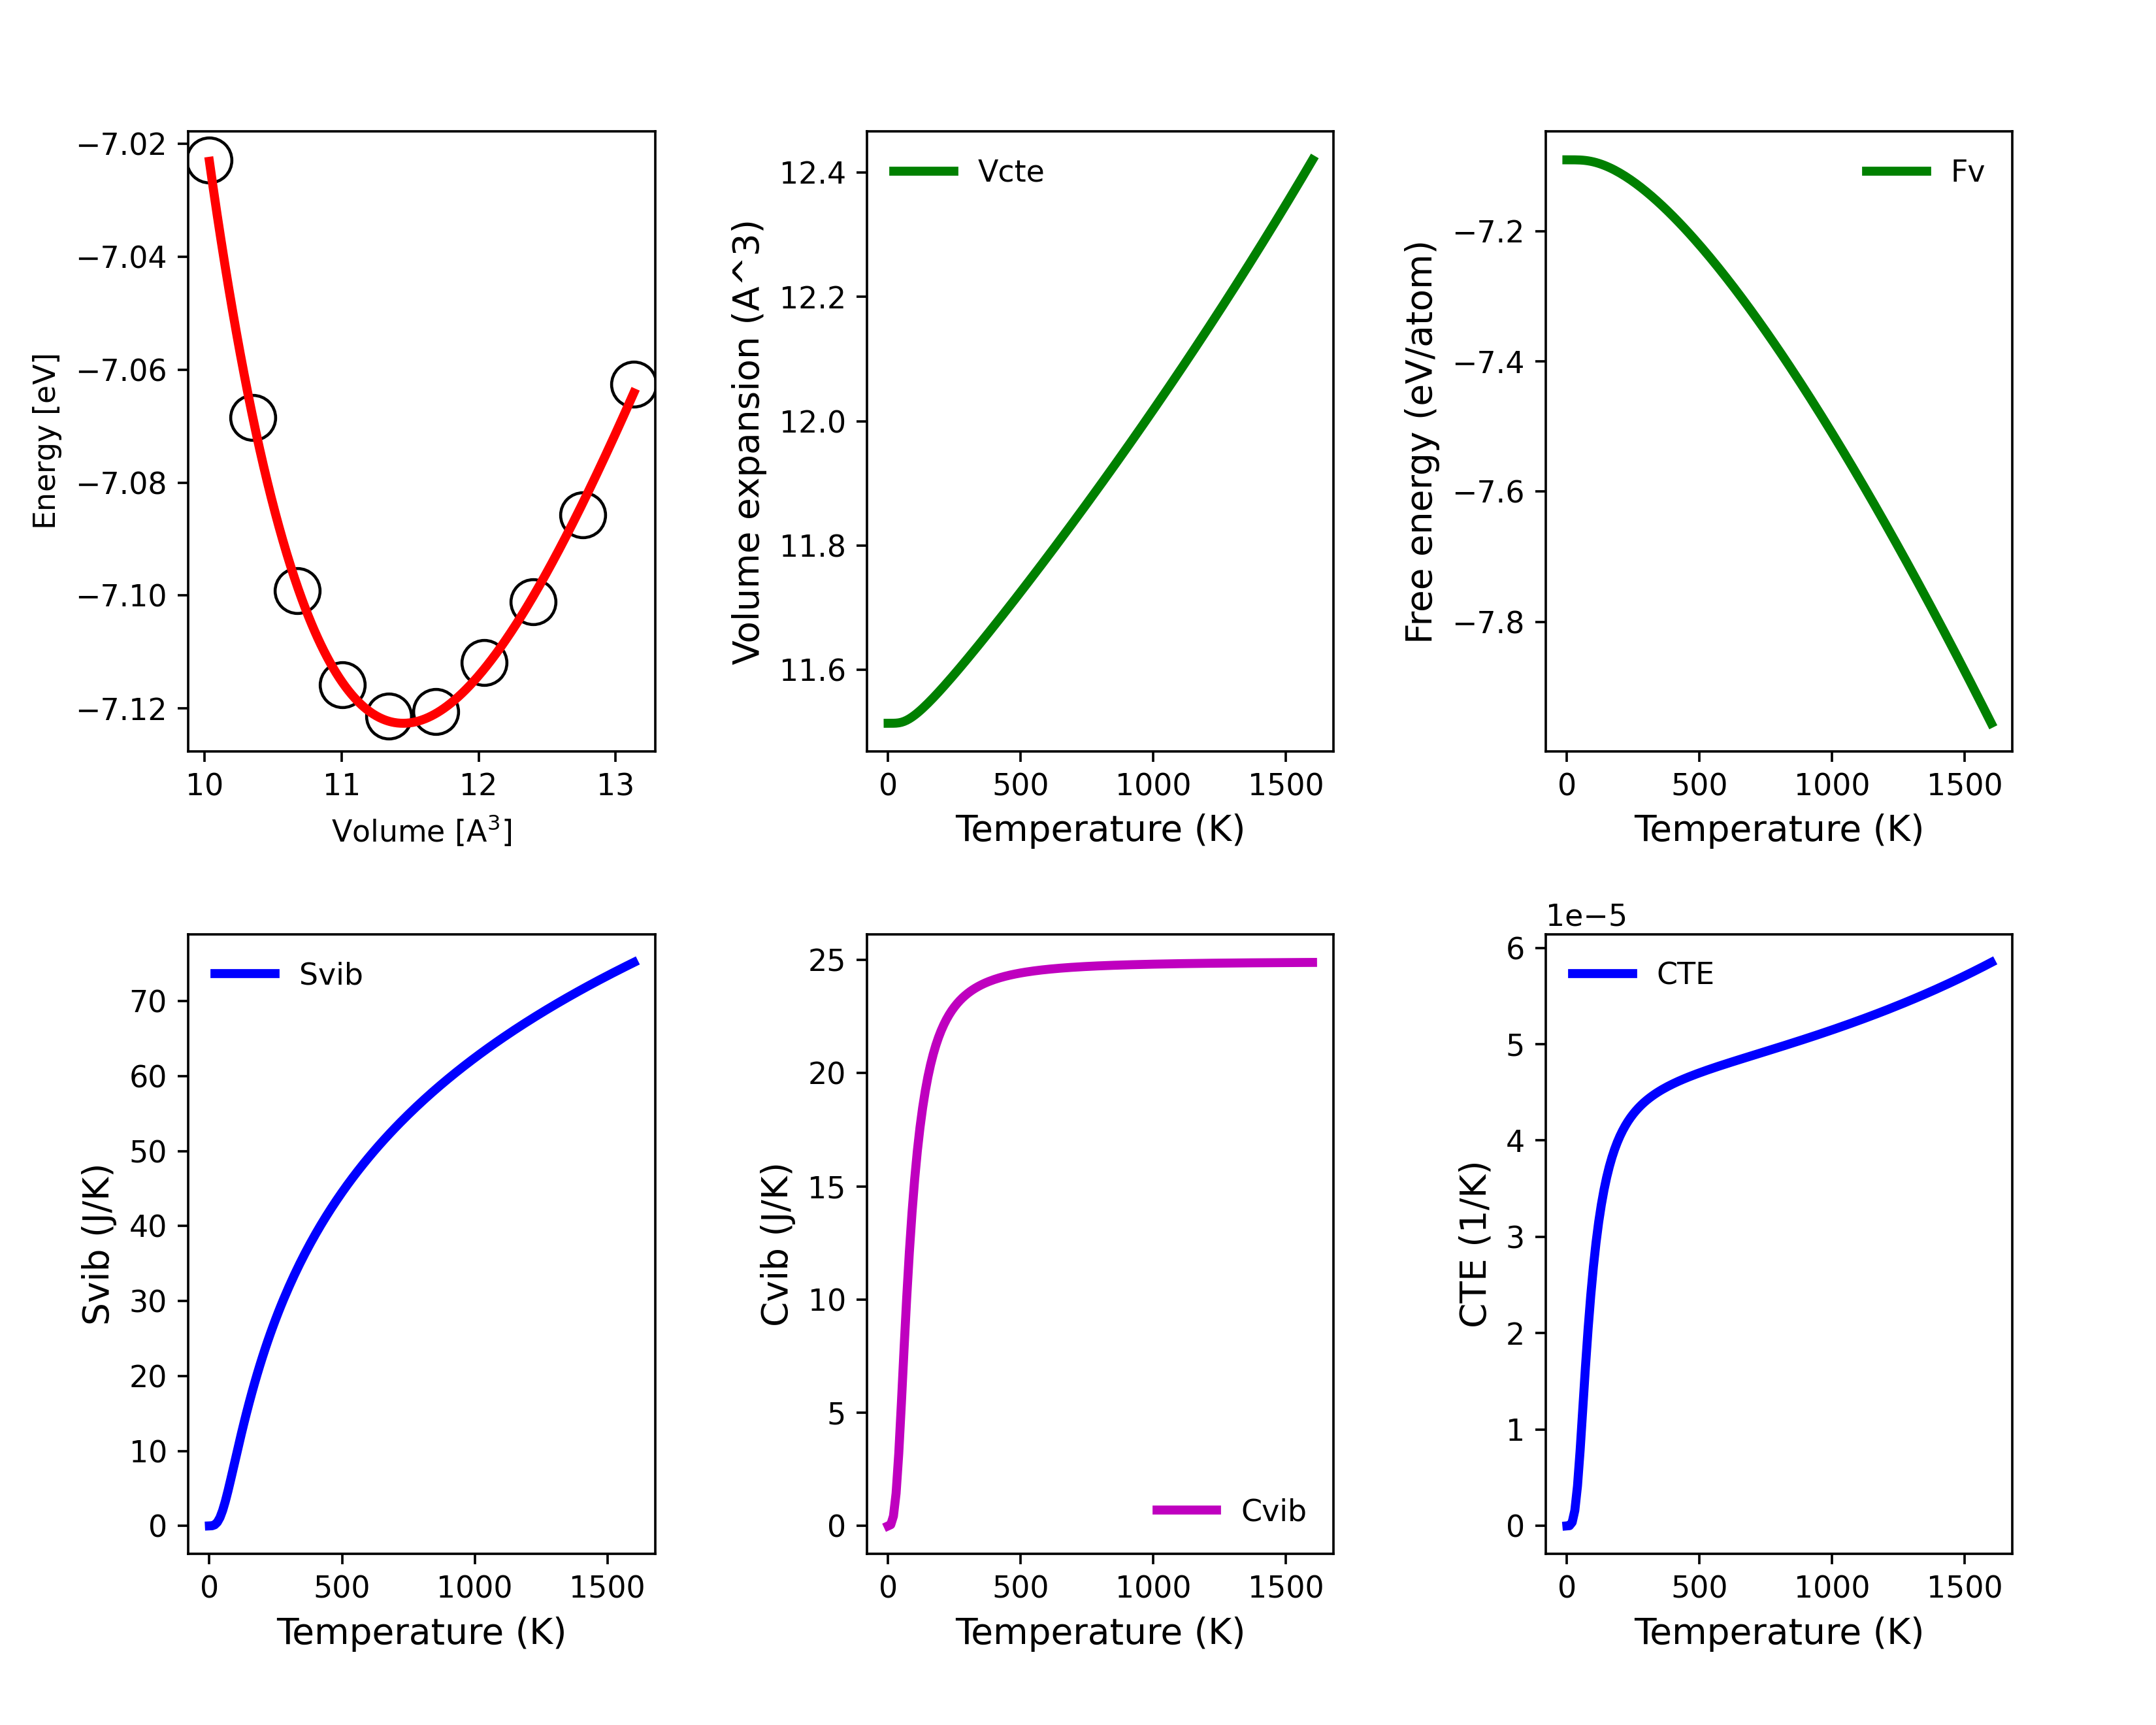 −7.02
−7.04
−7.06
−7.08
−7.10
−7.12
Energy [eV]
10 11 12 13
Volume [A³]
Vcte
12.4
12.2
12.0
11.8
11.6
Volume expansion (A^3)
0 500 1000 1500
Temperature (K)
Fv
−7.2
−7.4
−7.6
−7.8
Free energy (eV/atom)
0 500 1000 1500
Temperature (K)
Svib
70
60
50
40
30
20
10
0
Svib (J/K)
0 500 1000 1500
Temperature (K)
25
20
15
10
5
0
Cvib (J/K)
Cvib
0 500 1000 1500
Temperature (K)
1e−5
CTE
6
5
4
3
2
1
0
CTE (1/K)
0 500 1000 1500
Temperature (K)